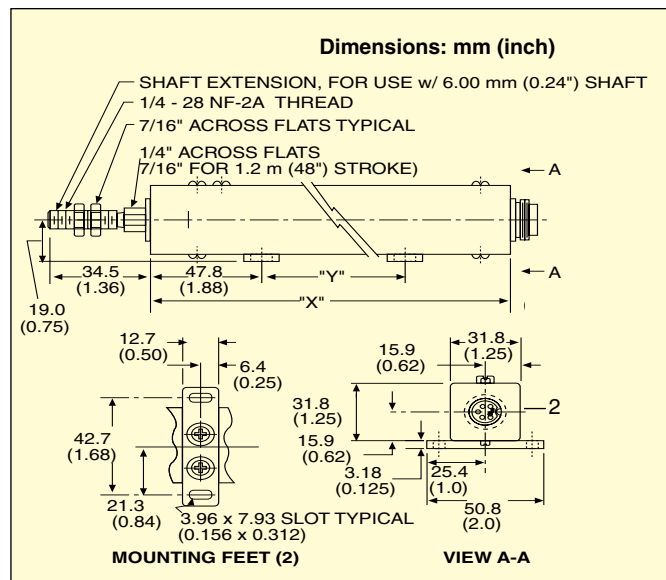 Dimensions: mm (inch)
SHAFT EXTENSION, FOR USE w/ 6.00 mm (0.24") SHAFT
1/4 - 28 NF-2A THREAD
7/16" ACROSS FLATS TYPICAL
1/4" ACROSS FLATS
7/16" FOR 1.2 m (48") STROKE)
A
A
34.5
(1.36)
47.8
(1.88)
"Y"
"X"
19.0
(0.75)
12.7
(0.50)
6.4
(0.25)
42.7
(1.68)
21.3
(0.84)
3.96 x 7.93 SLOT TYPICAL
(0.156 x 0.312)
MOUNTING FEET (2)
31.8
(1.25)
15.9
(0.62)
31.8
(1.25)
2
15.9
(0.62)
3.18
(0.125)
25.4
(1.0)
50.8
(2.0)
VIEW A-A